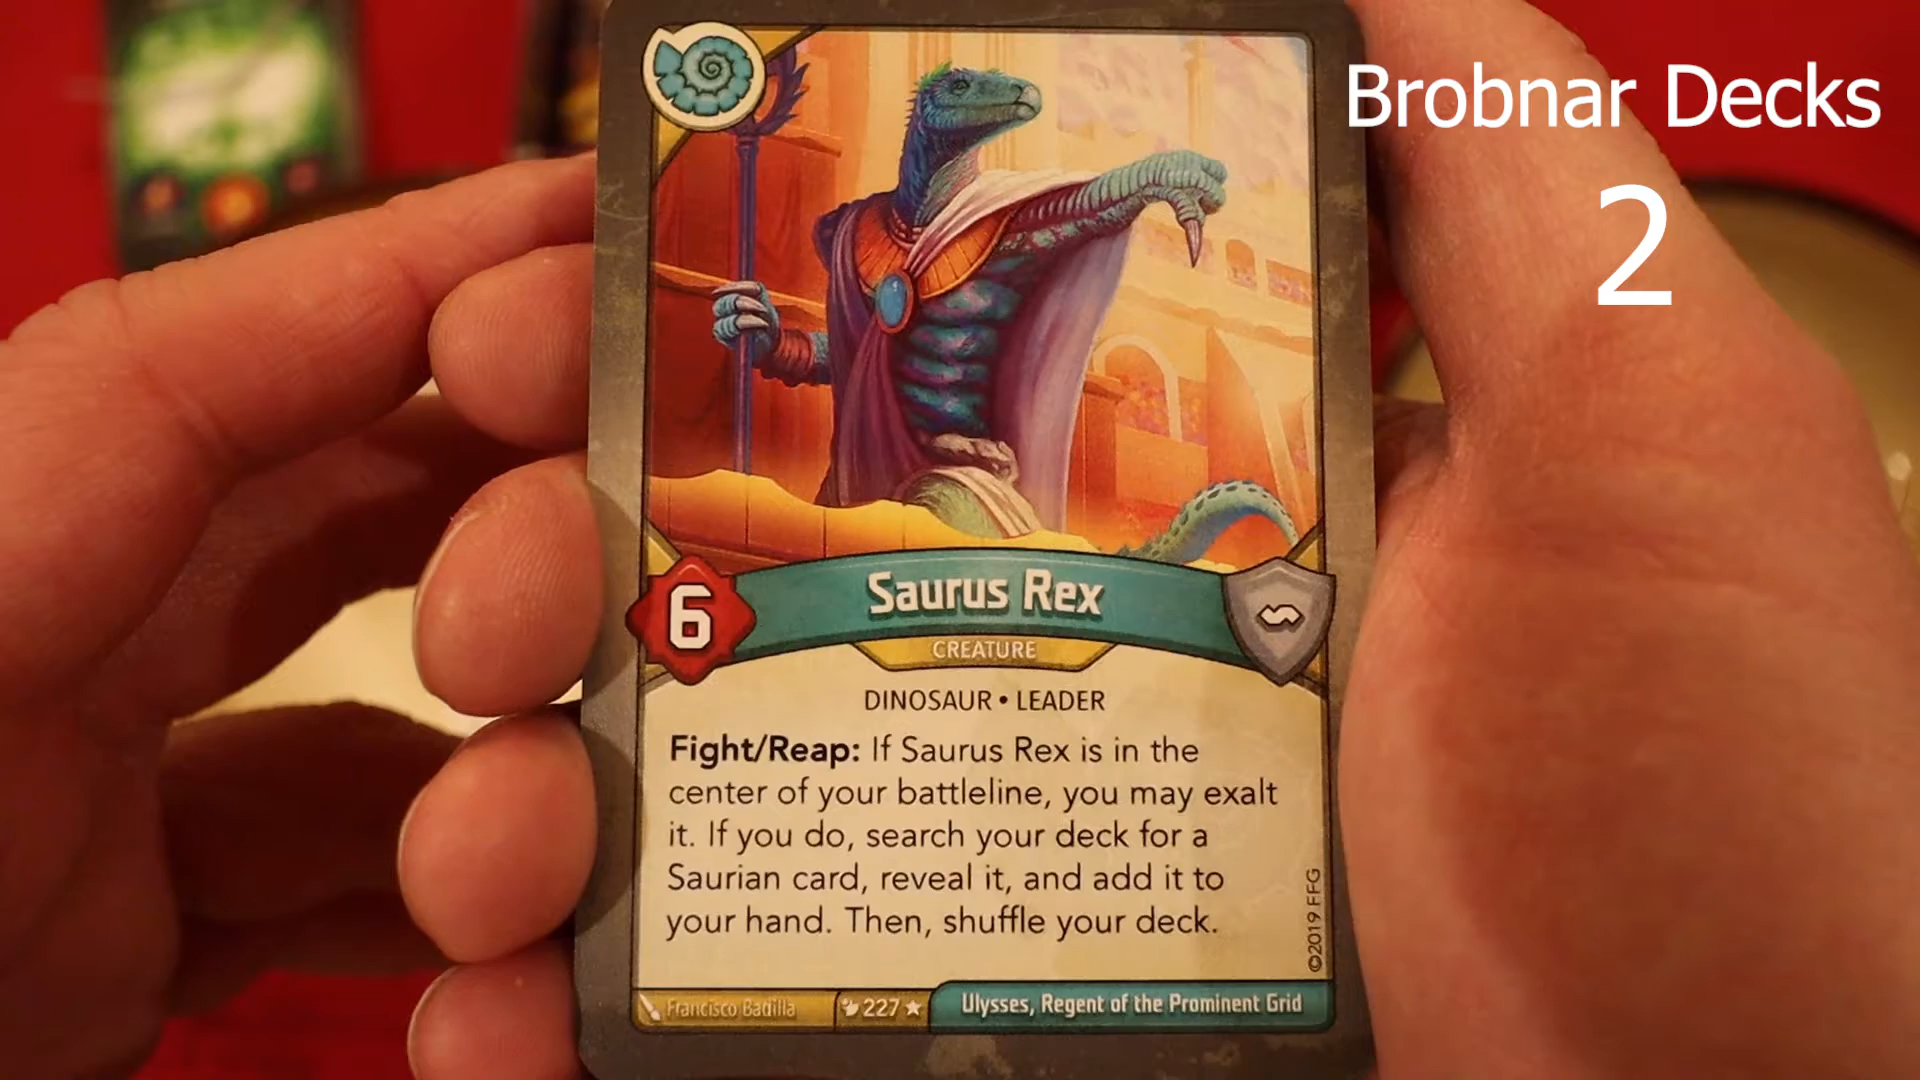 Brobnar Decks
2
Saurus Rex
6
CREATURE
DINOSAUR • LEADER
Fight/Reap: If Saurus Rex is in the
center of your battleline, you may exalt
it. If you do, search your deck for a
Saurian card, reveal it, and add it to
your hand. Then, shuffle your deck.
©2019 FFG
Francisco Badilla
227
Ulysses, Regent of the Prominent Grid